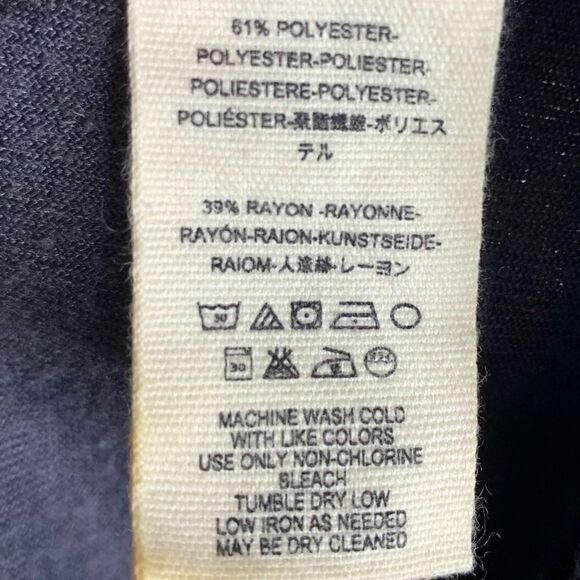 61% POLYESTER-
POLYESTER-POLIESTER-
POLIESTERE-POLYESTER-
POLIÉSTER-聚酯纖維-ポリエス
テル
39% RAYON -RAYONNE-
RAYÓN-RAION-KUNSTSEIDE-
RAIOM-人造絲-レーヨン
30
30
MACHINE WASH COLD
WITH LIKE COLORS
USE ONLY NON-CHLORINE
BLEACH
TUMBLE DRY LOW
LOW IRON AS NEEDED
MAY BE DRY CLEANED